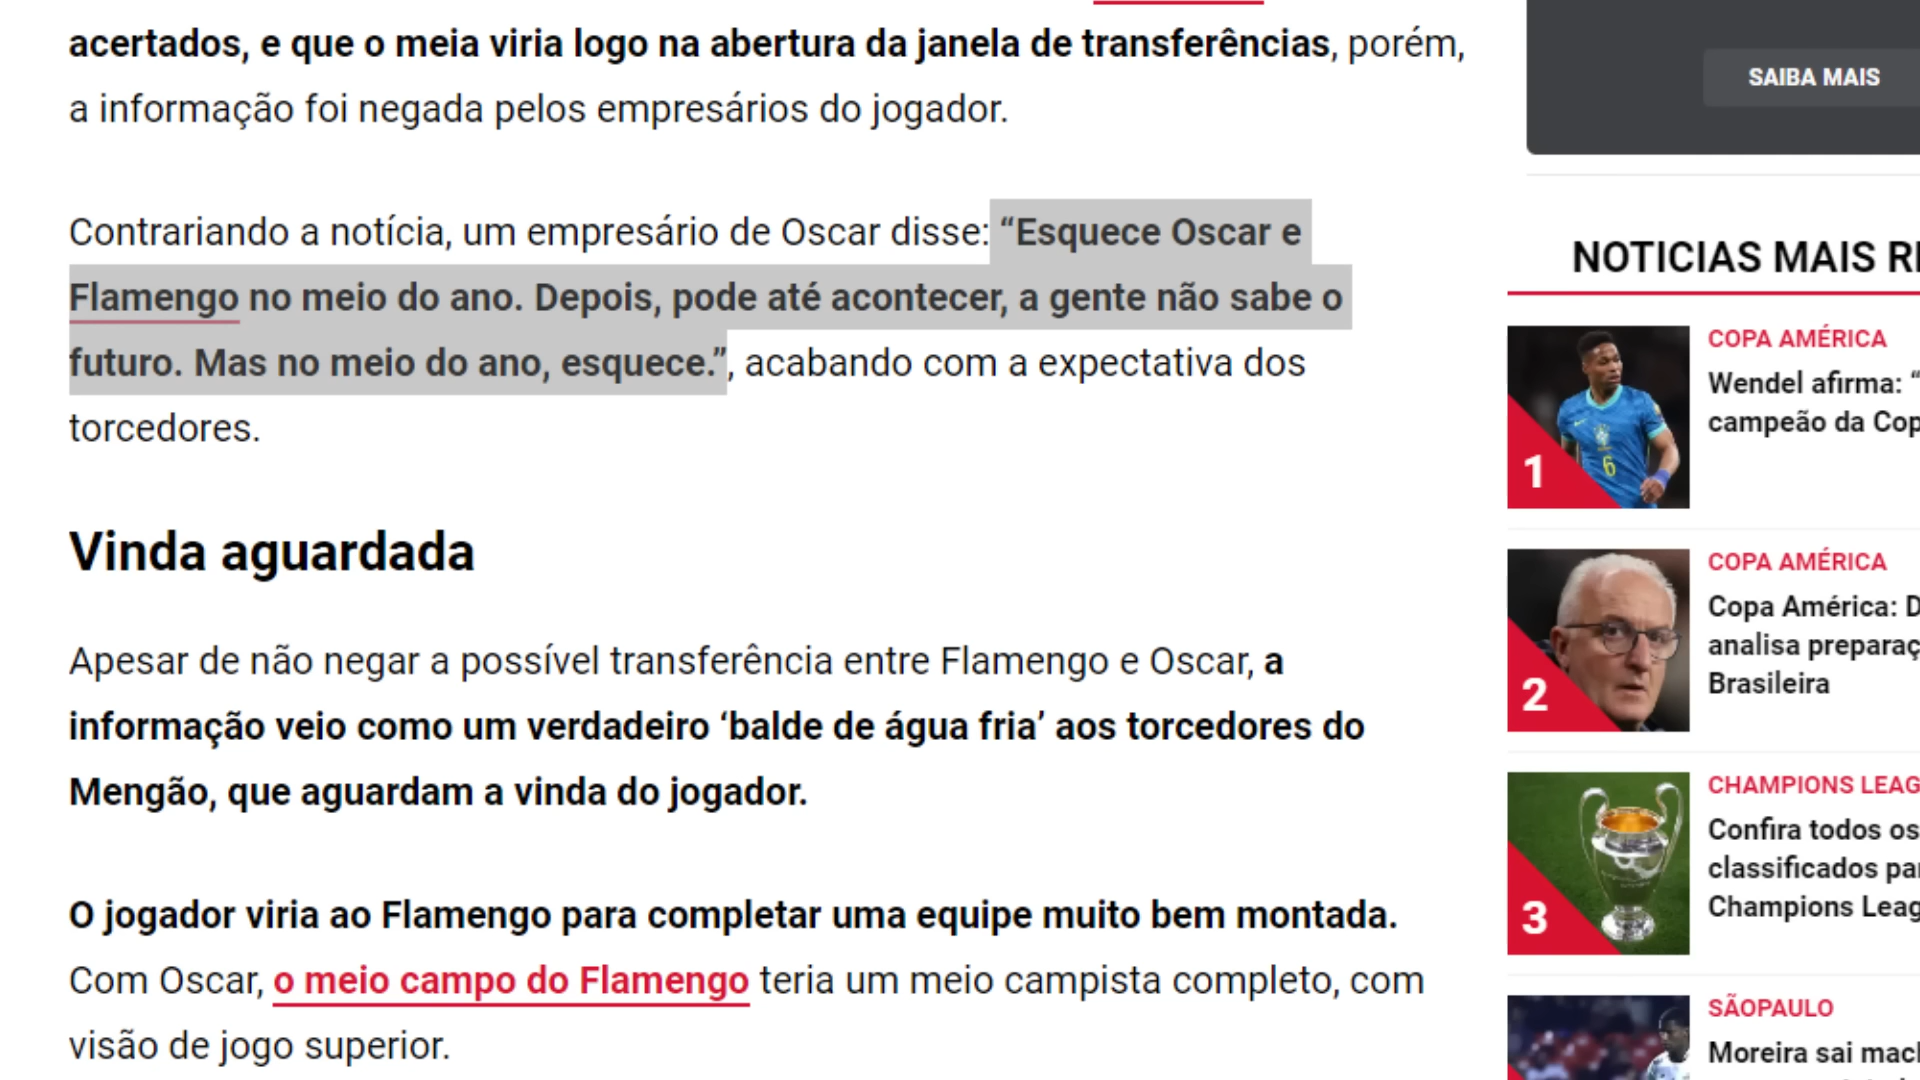 acertados, e que o meia viria logo na abertura da janela de transferências, porém,
a informação foi negada pelos empresários do jogador.
Contrariando a notícia, um empresário de Oscar disse: “Esquece Oscar e
Flamengo no meio do ano. Depois, pode até acontecer, a gente não sabe o
futuro. Mas no meio do ano, esquece.”, acabando com a expectativa dos
torcedores.
Vinda aguardada
Apesar de não negar a possível transferência entre Flamengo e Oscar, a
informação veio como um verdadeiro ‘balde de água fria’ aos torcedores do
Mengão, que aguardam a vinda do jogador.
O jogador viria ao Flamengo para completar uma equipe muito bem montada.
Com Oscar, o meio campo do Flamengo teria um meio campista completo, com
visão de jogo superior.
SAIBA MAIS
NOTICIAS MAIS
COPA AMÉRICA
Wendel afirma: “
campeão da Cop
1
6
COPA AMÉRICA
Copa América: D
analisa preparaç
Brasileira
2
CHAMPIONS LEAG
Confira todos os
classificados par
Champions Leag
3
SÃOPAULO
Moreira sai mach